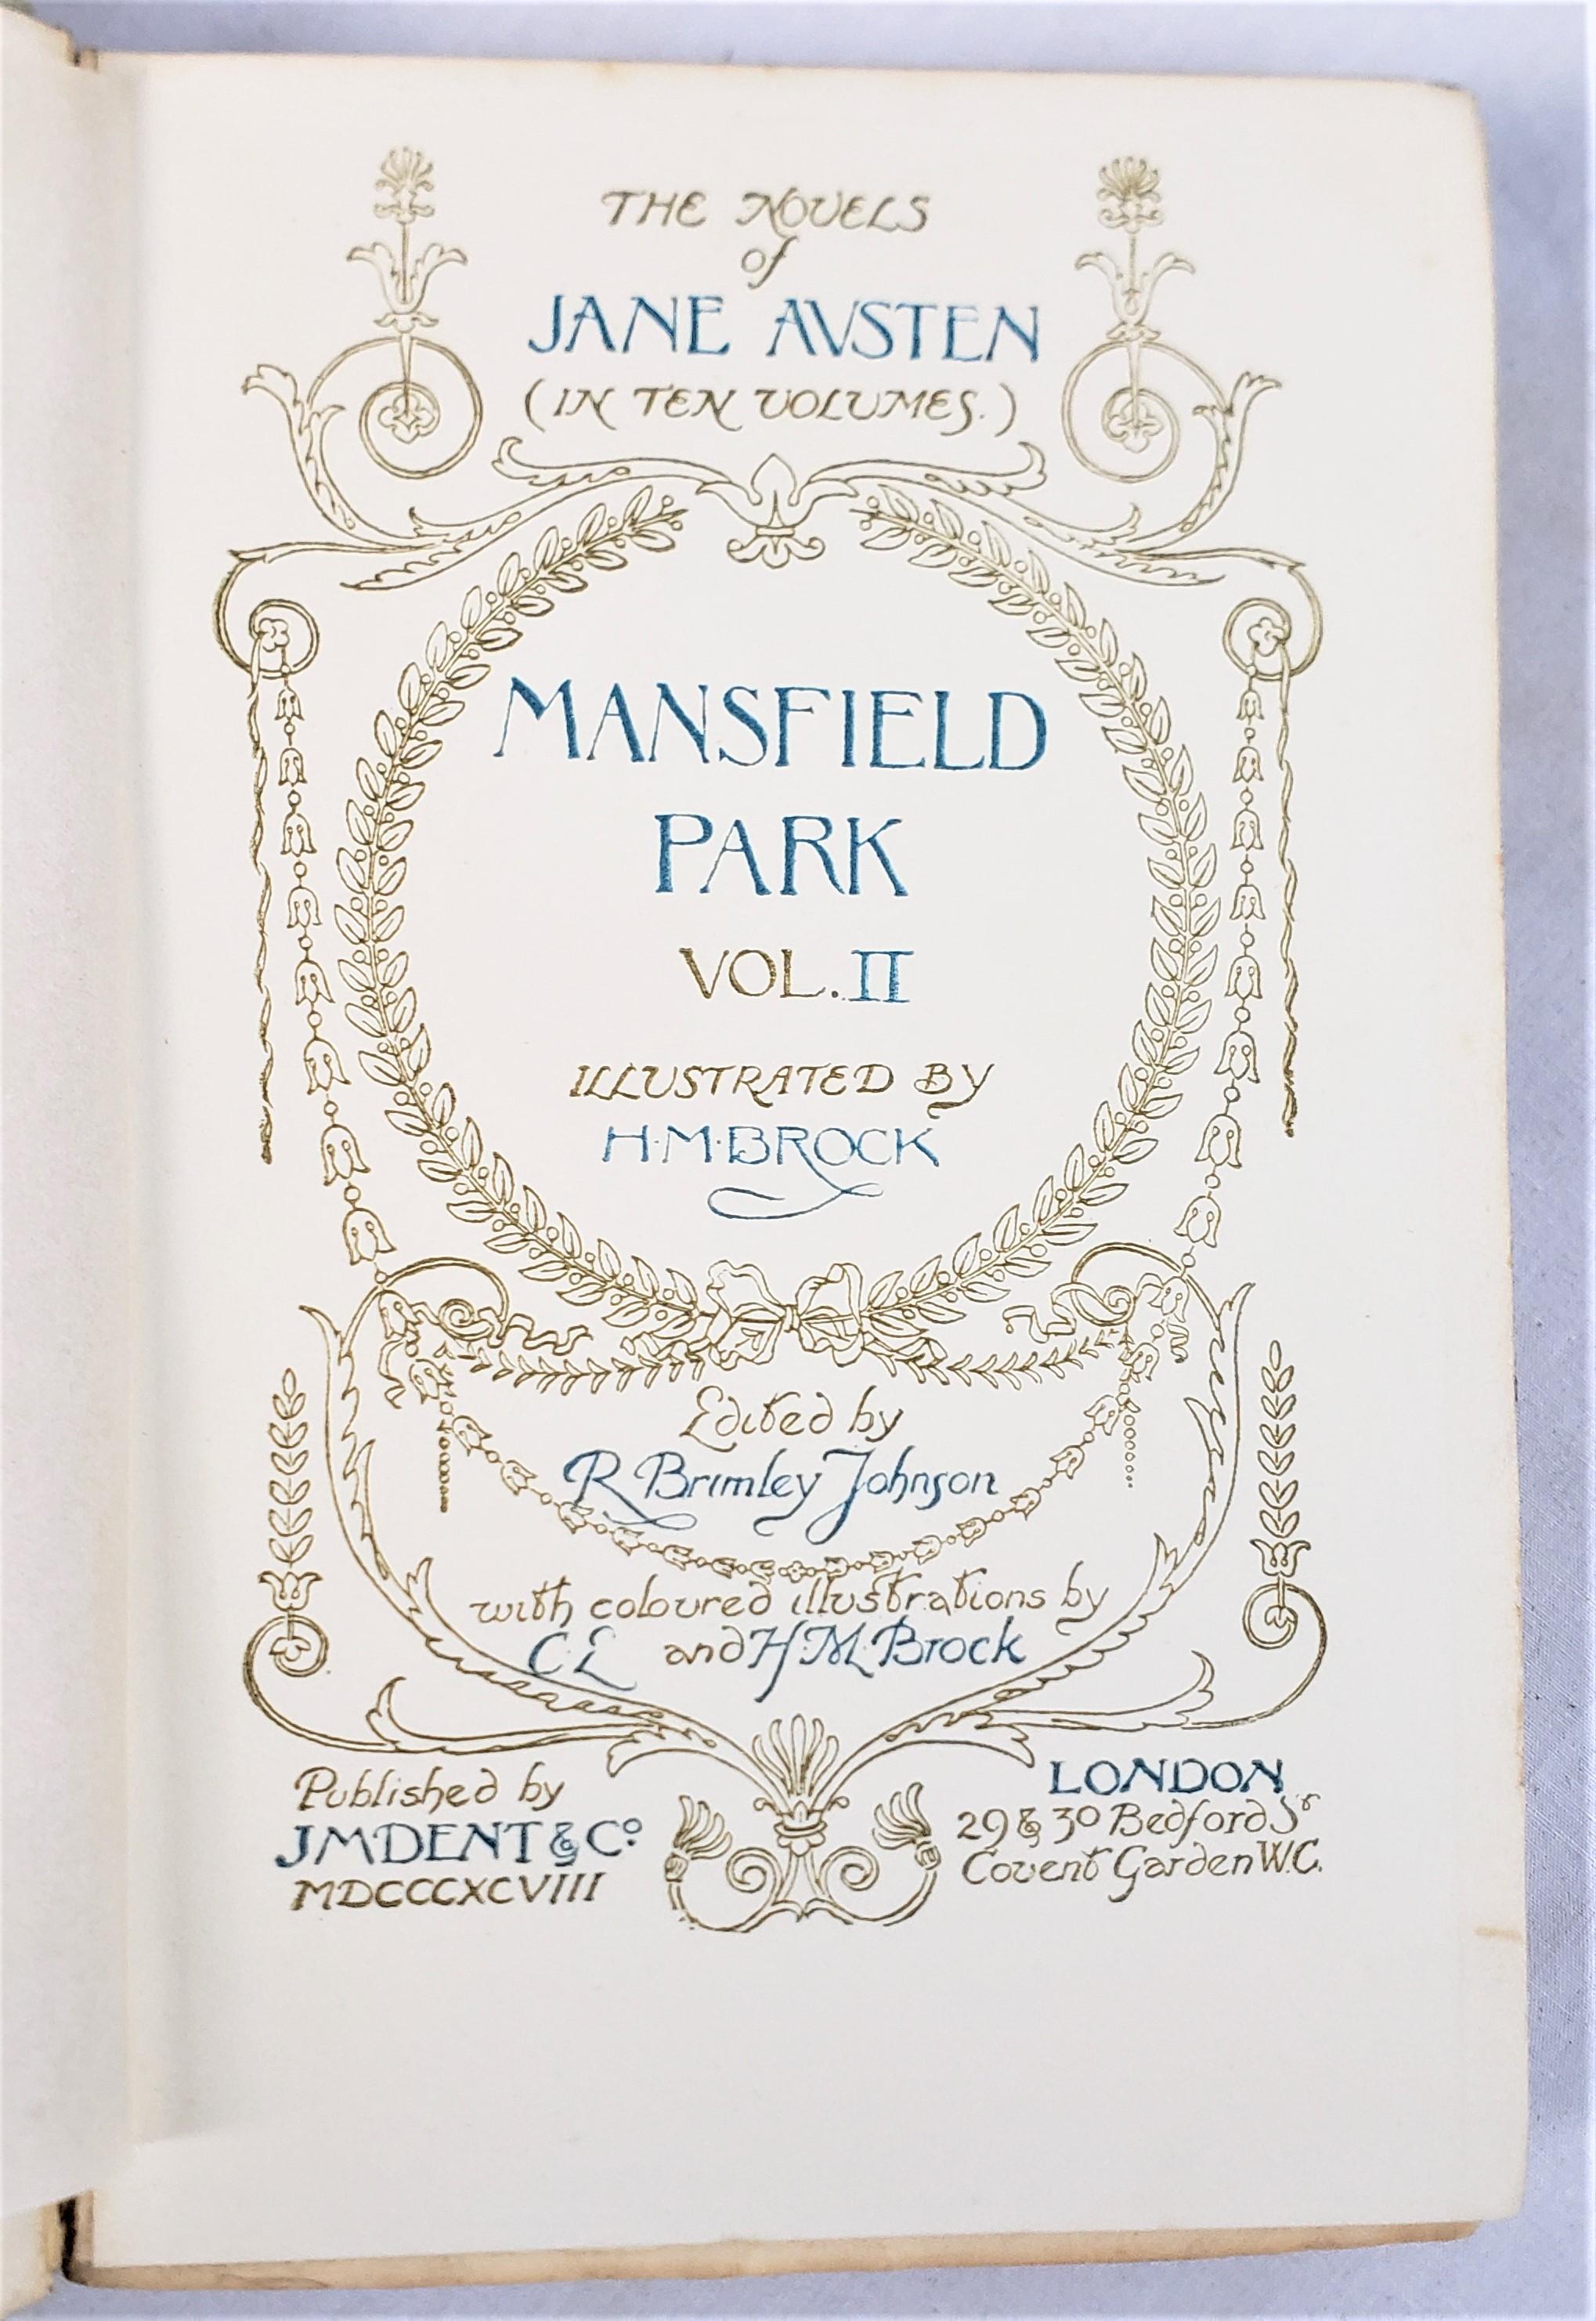 THE NOVELS
of
JANE AVSTEN
(IN TEN VOLUMES.)
MANSFIELD
PARK
VOL. II
ILLUSTRATED BY
H·M·BROCK
Edited by
R Brimley Johnson
with coloured illustrations by
C.E and H.M.Brock
Published by
J M DENT & Cº
MDCCCXCVIII
LONDON
29 & 30 Bedford St
Covent Garden W.C.